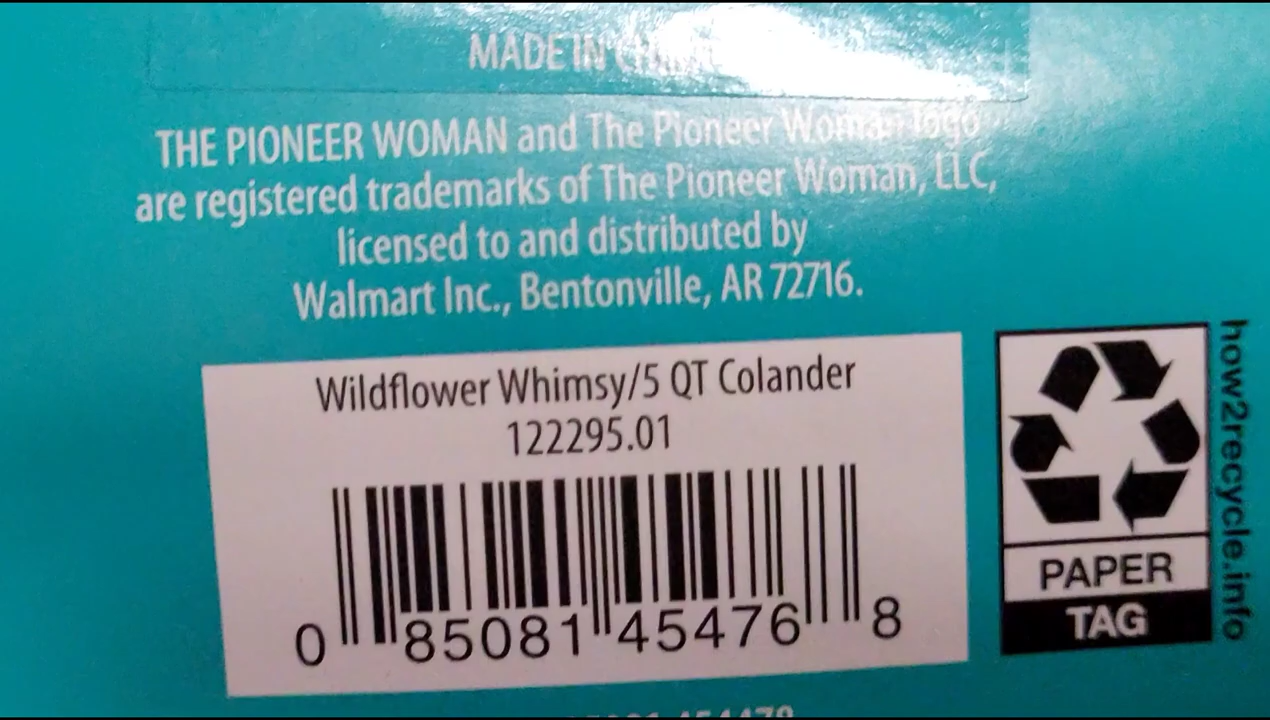 MADE IN CHINA
THE PIONEER WOMAN and The Pioneer Woman logo
are registered trademarks of The Pioneer Woman, LLC,
licensed to and distributed by
Walmart Inc., Bentonville, AR 72716.
Wildflower Whimsy/5 QT Colander
122295.01
0 85081 45476 8
PAPER
TAG
how2recycle.info